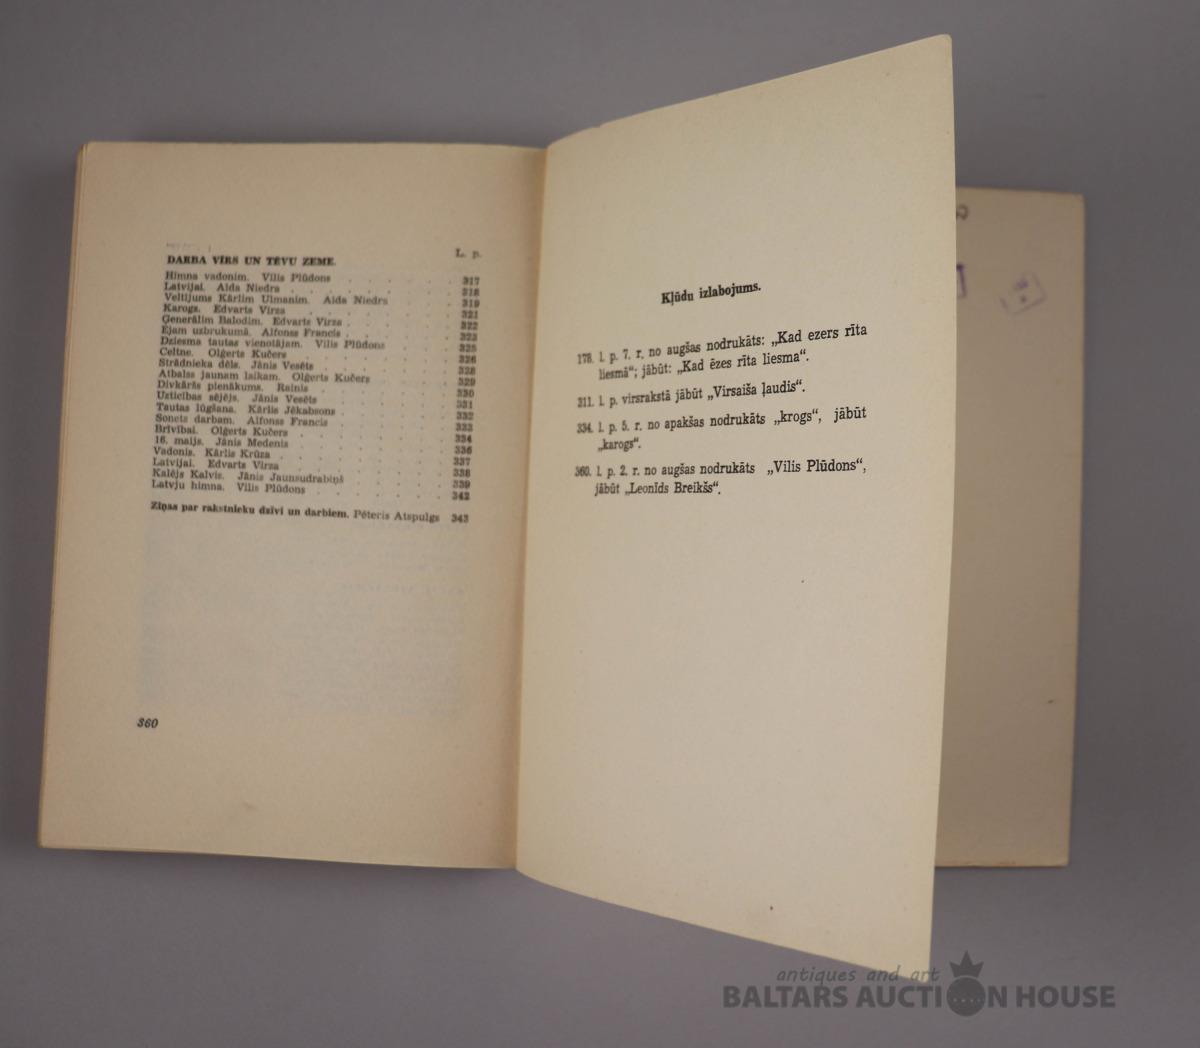 DARBA VĪRS UN TĒVU ZEME. L. p.
Himna vadonim. Vilis Plūdons . . . . . . 317
Latvijai. Aida Niedra . . . . . . . 318
Veltijums Kārlim Ulmanim. Aida Niedra . . . . 319
Karogs. Edvarts Virza . . . . . . . 321
Ģenerālim Balodim. Edvarts Virza . . . . . 322
Ejam uzbrukumā. Alfonss Francis . . . . . 323
Dziesma tautas vienotājam. Vilis Plūdons . . . . 325
Celtne. Oļģerts Kučers . . . . . . . 326
Strādnieka dēls. Jānis Vesēts . . . . . . 328
Atbalss jaunam laikam. Oļģerts Kučers . . . . 329
Divkāršs pienākums. Rainis . . . . . . 330
Uzticības sējējs. Jānis Vesēts . . . . . . 331
Tautas lūgšana. Kārlis Jēkabsons . . . . . 332
Sonets darbam. Alfonss Francis . . . . . 333
Brīvībai. Oļģerts Kučers . . . . . . . 334
16. maijs. Jānis Medenis . . . . . . . 336
Vadonis. Kārlis Krūza . . . . . . . 337
Latvijai. Edvarts Virza . . . . . . . 338
Kalējs Kalvis. Jānis Jaunsudrabiņš . . . . . 339
Latvju himna. Vilis Plūdons . . . . . . 342
Ziņas par rakstnieku dzīvi un darbiem. Pēteris Atspulgs 343
360
Kļūdu izlabojums.
178. l. p. 7. r. no augšas nodrukāts: „Kad ezers rīta
liesmā“; jābūt: „Kad ēzes rīta liesma“.
311. l. p. virsrakstā jābūt „Virsaiša ļaudis“.
334. l. p. 5. r. no apakšas nodrukāts „krogs“, jābūt
„karogs“.
360. l. p. 2. r. no augšas nodrukāts „Vilis Plūdons“,
jābūt „Leonīds Breikšs“.
antiques and art
BALTARS AUCTION HOUSE